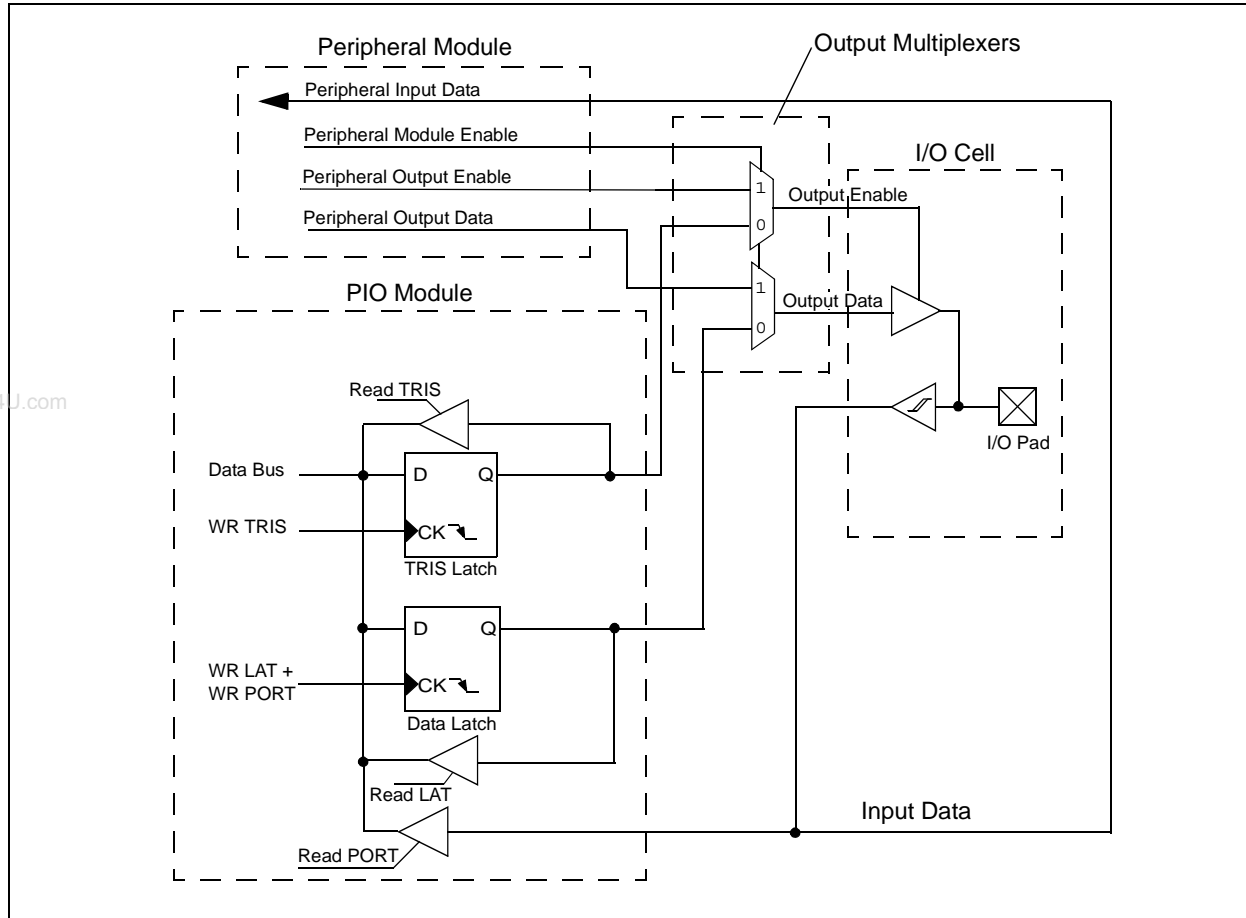 Peripheral Module
Output Multiplexers
Peripheral Input Data
Peripheral Module Enable
I/O Cell
Peripheral Output Enable
1
Output Enable
Peripheral Output Data
0
PIO Module
1
Output Data
0
Read TRIS
4U.com
I/O Pad
Data Bus
D
Q
WR TRIS
CK
TRIS Latch
D
Q
WR LAT +
WR PORT
CK
Data Latch
Read LAT
Input Data
Read PORT